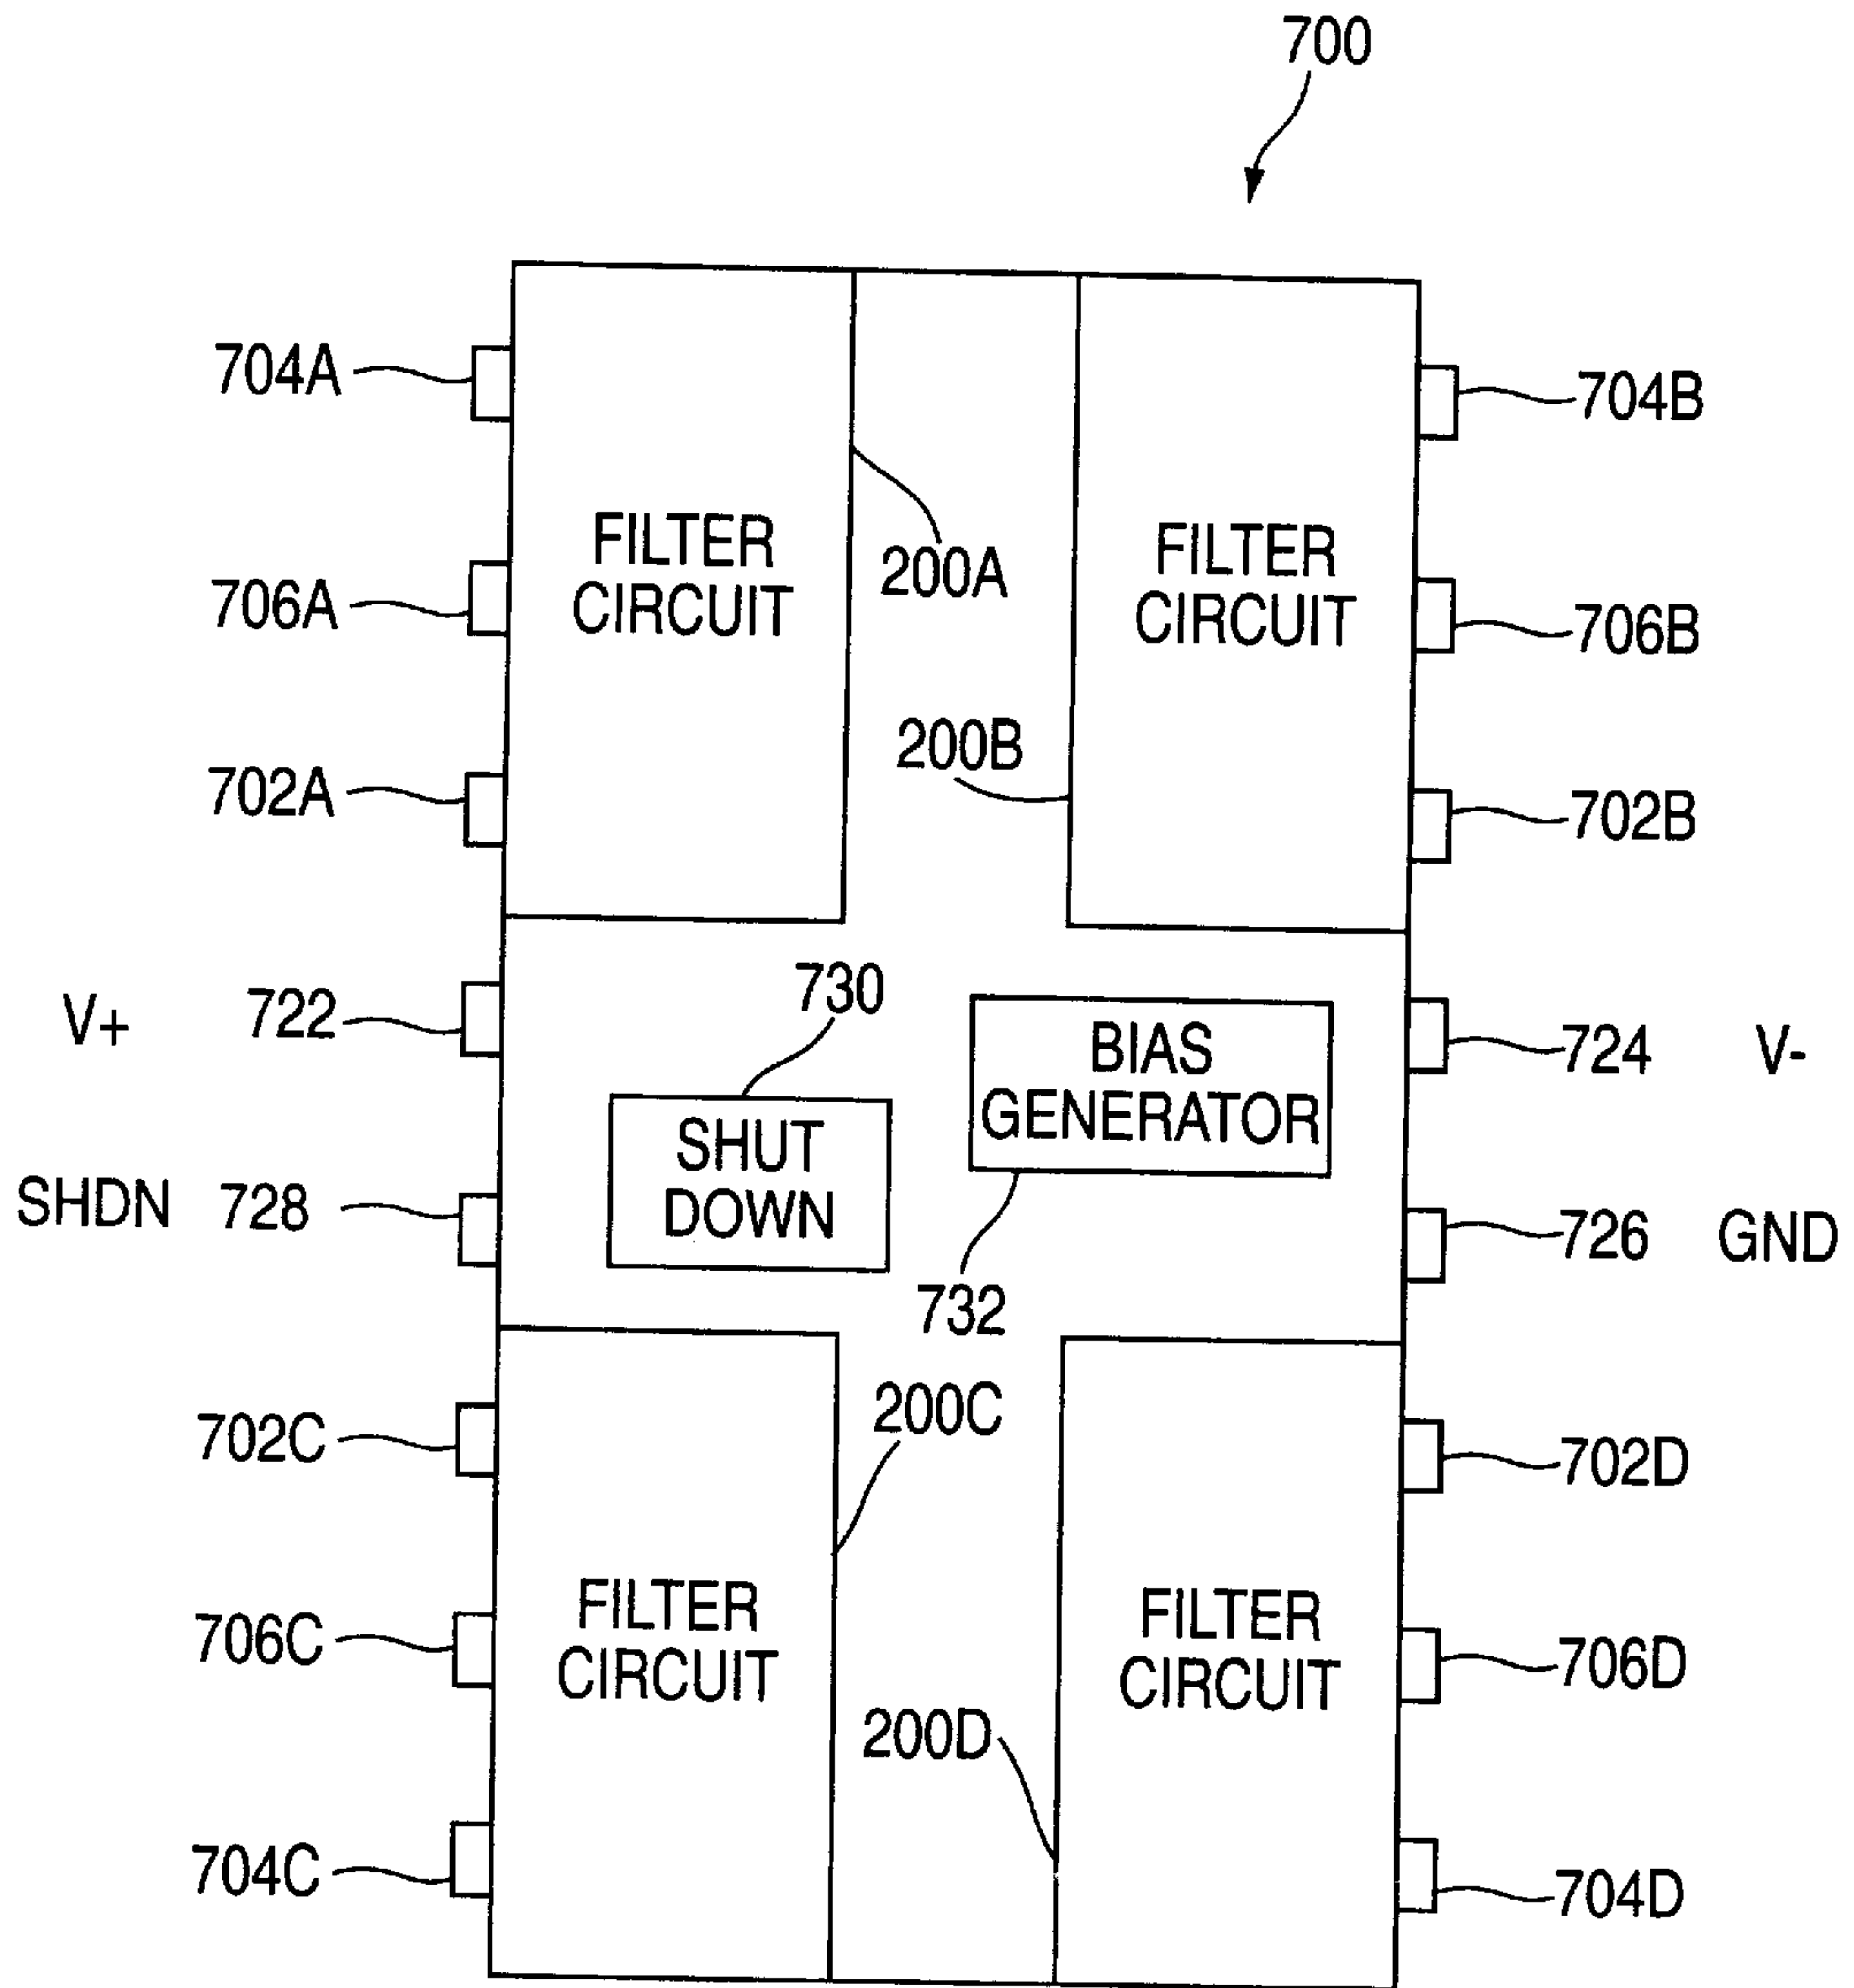 700
704A
704B
FILTER
CIRCUIT
200A
FILTER
CIRCUIT
706A
706B
200B
702A
702B
V+ 722
730
BIAS
GENERATOR
724 V-
SHUT
DOWN
SHDN 728
726 GND
732
702C
200C
702D
FILTER
CIRCUIT
FILTER
CIRCUIT
706C
706D
200D
704C
704D